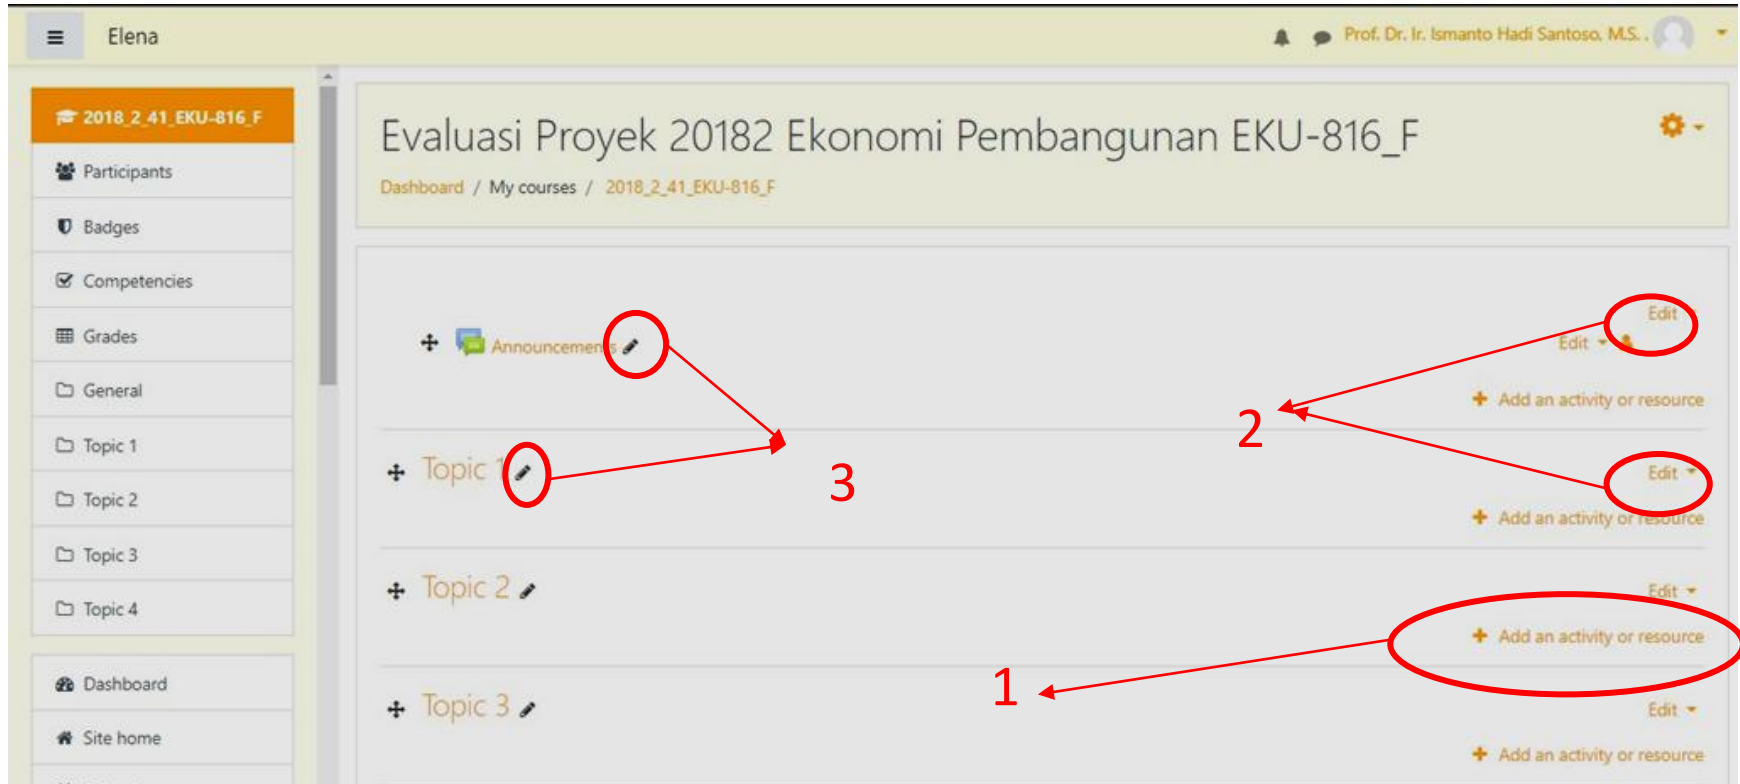 Elena
Prof. Dr. Ir. Ismanto Hadi Santoso, M.S. .
2018_2_41_EKU-816_F
Participants
Badges
Competencies
Grades
General
Topic 1
Topic 2
Topic 3
Topic 4
Dashboard
Site home
Evaluasi Proyek 20182 Ekonomi Pembangunan EKU-816_F
Dashboard / My courses / 2018_2_41_EKU-816_F
Edit
Announcements
Edit
+ Add an activity or resource
2
Topic 1
Edit
3
+ Add an activity or resource
Topic 2
Edit
+ Add an activity or resource
1
Topic 3
Edit
+ Add an activity or resource